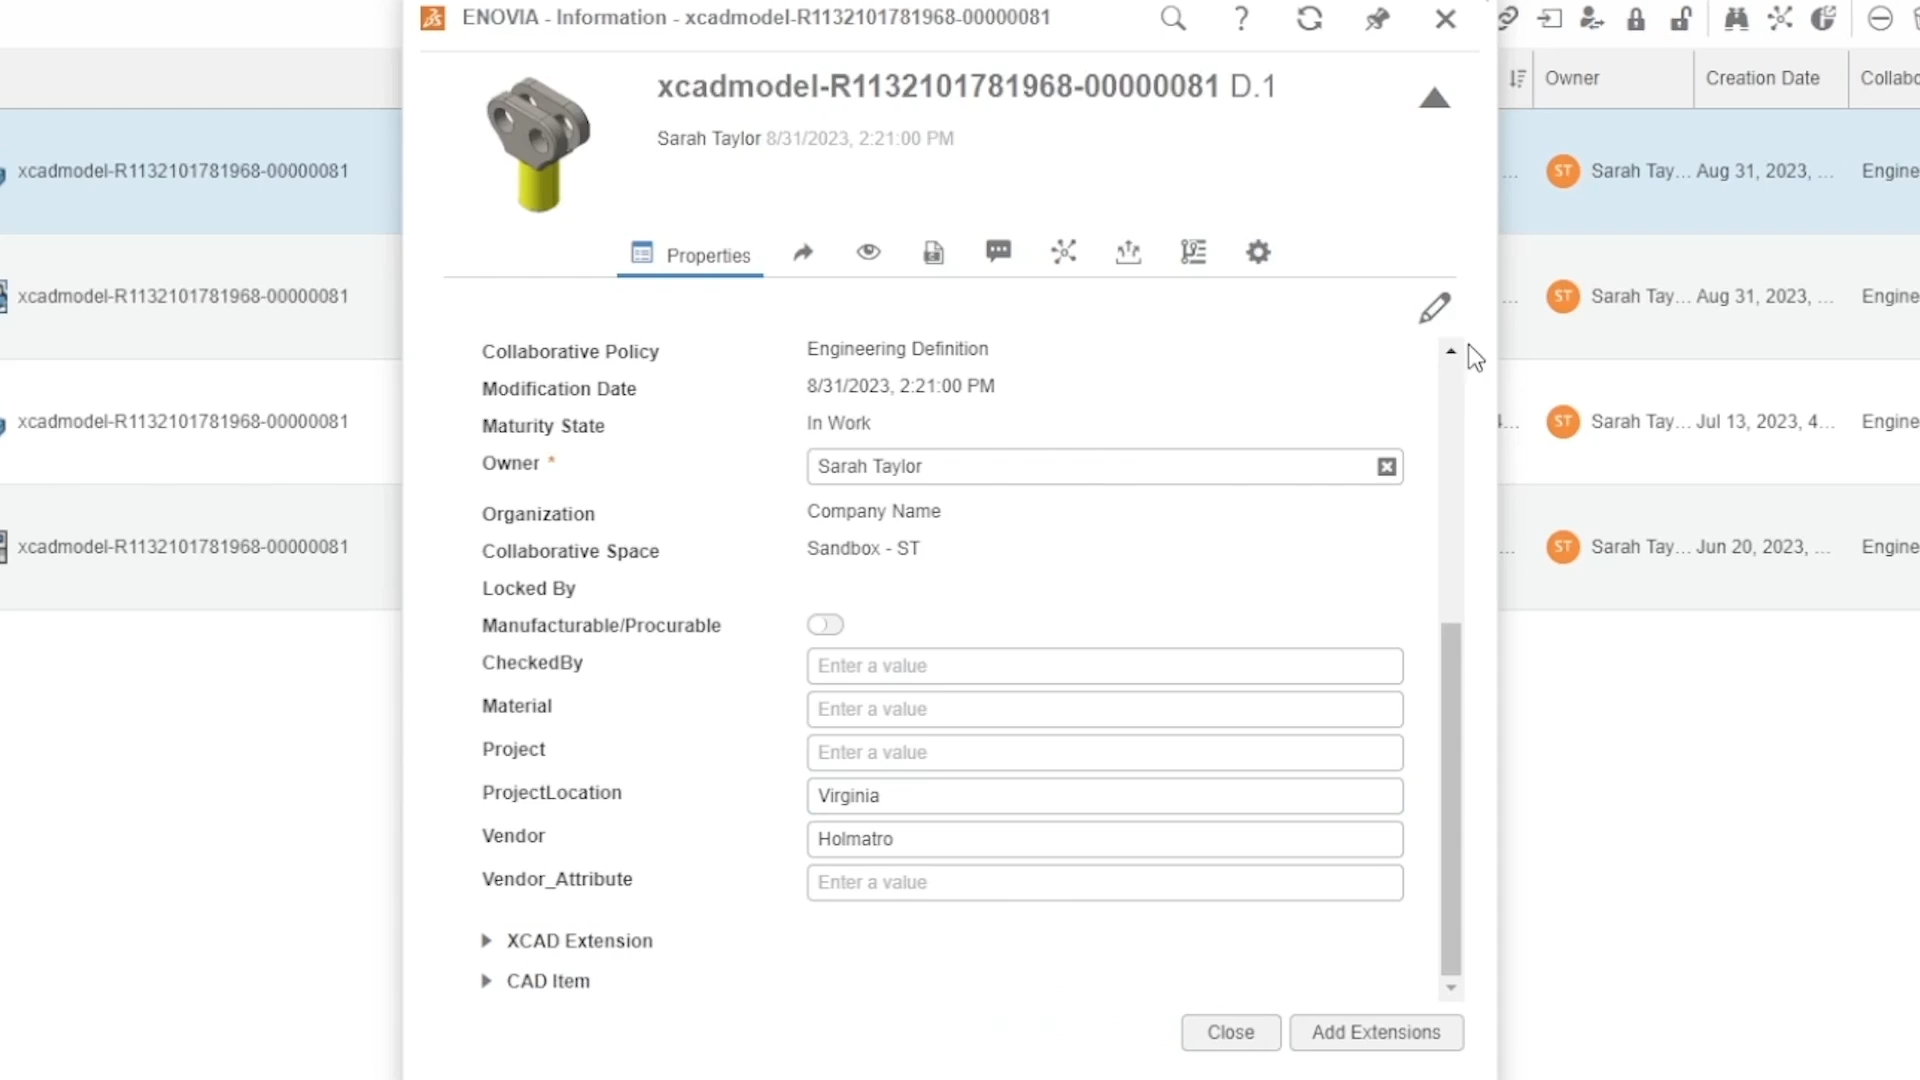 ENOVIA - Information - xcadmodel-R1132101781968-00000081
?
xcadmodel-R1132101781968-00000081 D.1
Sarah Taylor 8/31/2023, 2:21:00 PM
Properties
Collaborative Policy Engineering Definition
Modification Date 8/31/2023, 2:21:00 PM
Maturity State In Work
Owner * Sarah Taylor
Organization Company Name
Collaborative Space Sandbox - ST
Locked By
Manufacturable/Procurable
CheckedBy Enter a value
Material Enter a value
Project Enter a value
ProjectLocation Virginia
Vendor Holmatro
Vendor_Attribute Enter a value
XCAD Extension
CAD Item
Close Add Extensions
xcadmodel-R1132101781968-00000081
xcadmodel-R1132101781968-00000081
xcadmodel-R1132101781968-00000081
xcadmodel-R1132101781968-00000081
Owner Creation Date Collabo
... ST Sarah Tay... Aug 31, 2023, ... Engine
... ST Sarah Tay... Aug 31, 2023, ... Engine
... ST Sarah Tay... Jul 13, 2023, 4... Engine
... ST Sarah Tay... Jun 20, 2023, ... Engine